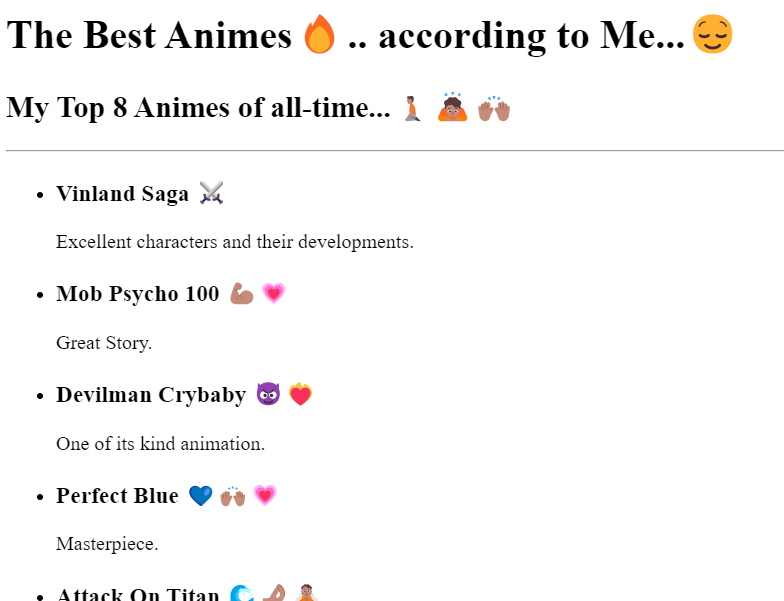 The Best Animes🔥.. according to Me...😌
My Top 8 Animes of all-time... 🧎🏽 🙇🏽 🙌🏽
Vinland Saga ⚔️
Excellent characters and their developments.
Mob Psycho 100 💪🏽 💗
Great Story.
Devilman Crybaby 😈 ❤️‍🔥
One of its kind animation.
Perfect Blue 💙 🙌🏽 💗
Masterpiece.
Attack On Titan 🌊